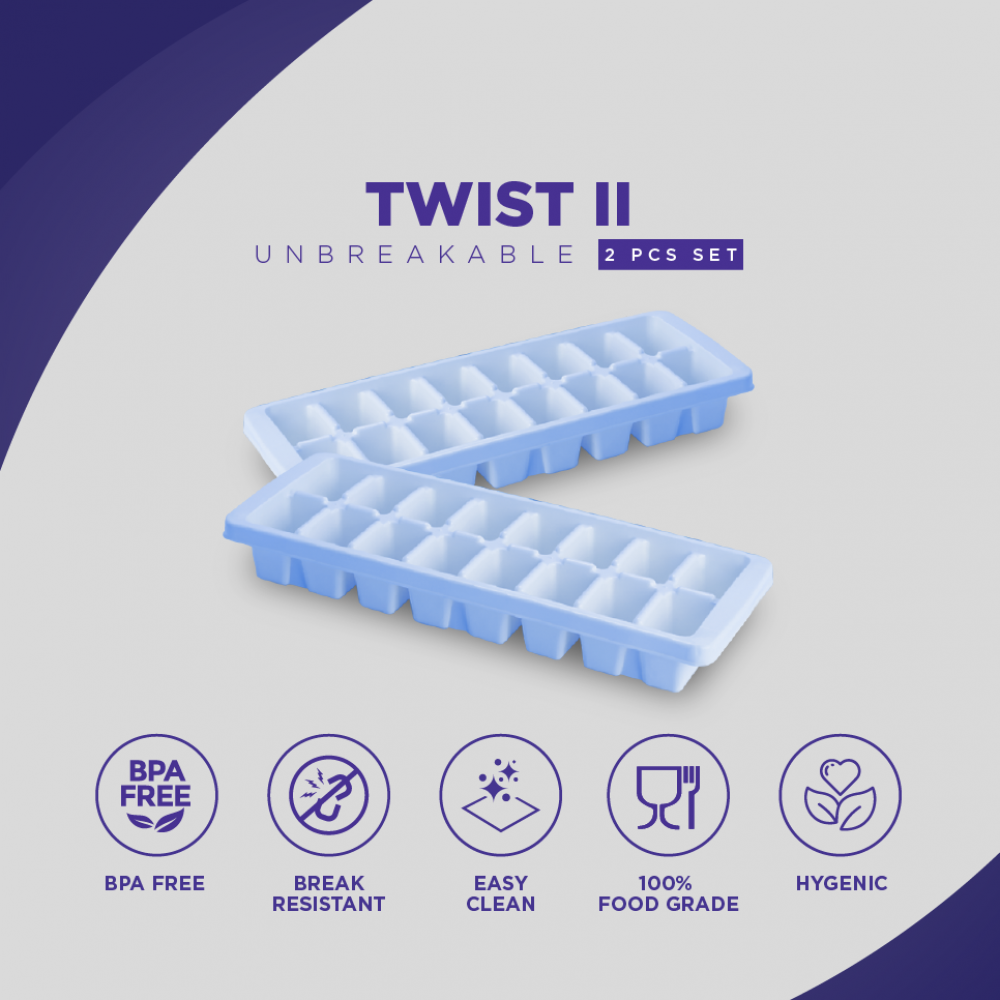 TWIST II
UNBREAKABLE 2 PCS SET
BPA
FREE
BPA FREE
BREAK
RESISTANT
EASY
CLEAN
100%
FOOD GRADE
HYGENIC